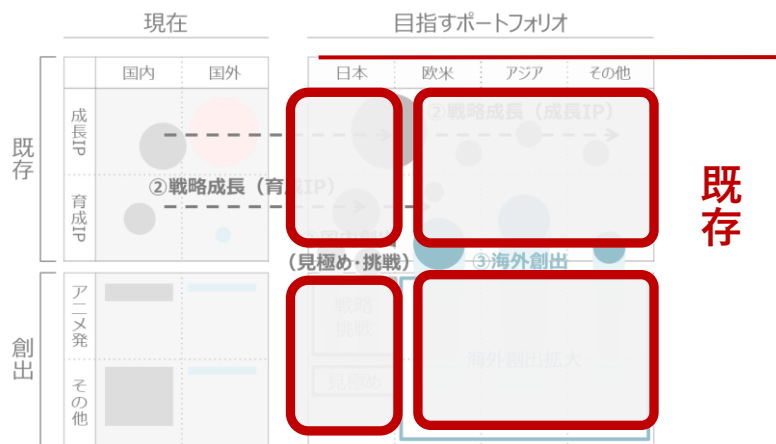 現在
目指すポートフォリオ
国内
国外
日本
欧米
アジア
その他
既存
成長IP
②戦略成長（成長IP）
育成IP
②戦略成長（育成IP）
国内創出
（見極め・挑戦）
③海外創出
既存
創出
アニメ発
戦略
挑戦
海外創出拡大
その他
見極め